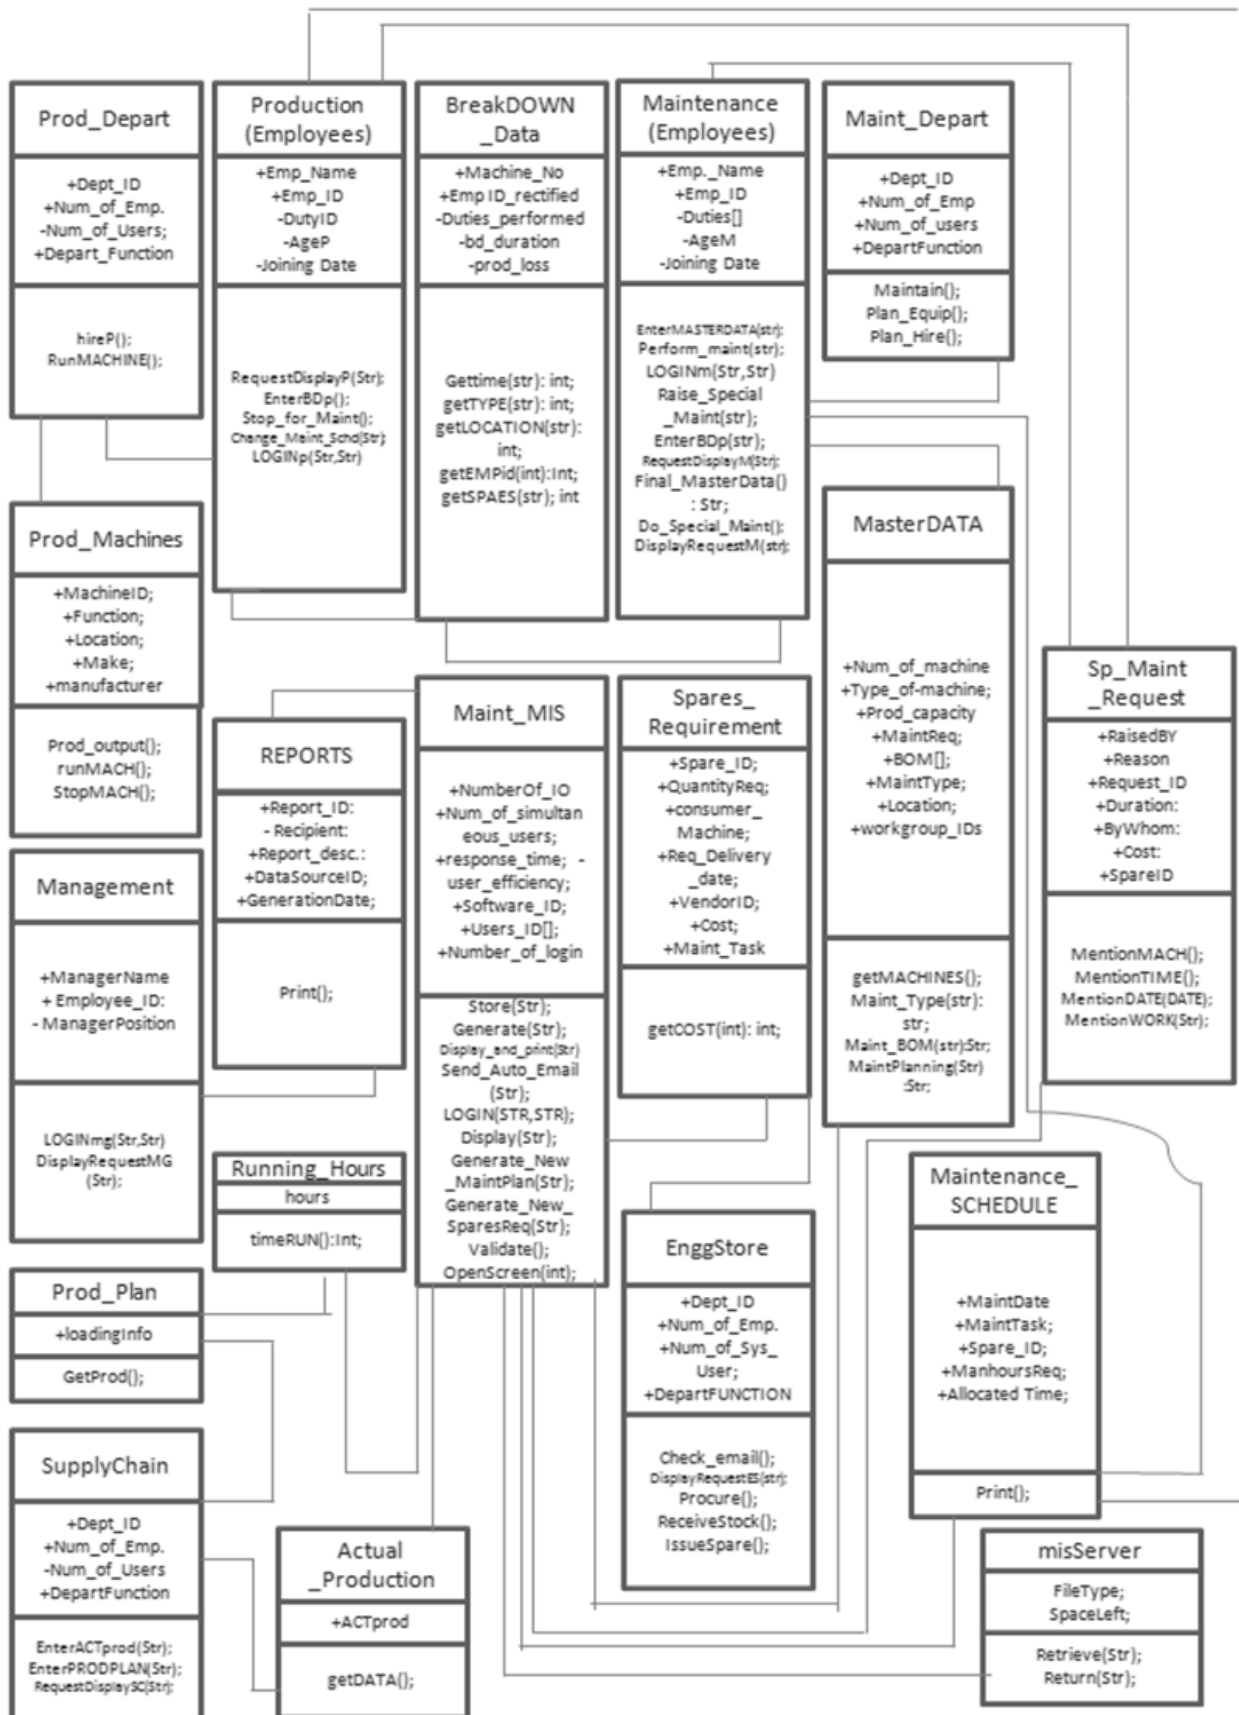 Prod_Depart
+Dept_ID
+Num_of_Emp.
-Num_of_Users;
+Depart_Function
hireP();
RunMACHINE();
Production
(Employees)
+Emp_Name
+Emp_ID
-DutyID
-AgeP
-Joining Date
RequestDisplayP(Str);
EnterBDp();
Stop_for_Maint();
Change_Maint_Schd(Str);
LOGINp(Str,Str)
BreakDOWN
_Data
+Machine_No
+Emp ID_rectified
-Duties_performed
-bd_duration
-prod_loss
Gettime(str): int;
getTYPE(str): int;
getLOCATION(str):
int;
getEMPid(int):Int;
getSPAES(str); int
Maintenance
(Employees)
+Emp._Name
+Emp_ID
-Duties[]
-AgeM
-Joining Date
EnterMASTERDATA(str);
Perform_maint(str);
LOGINm(Str,Str)
Raise_Special
_Maint(str);
EnterBDp(str);
RequestDisplayM(Str);
Final_MasterData()
: Str;
Do_Special_Maint();
DisplayRequestM(str);
Maint_Depart
+Dept_ID
+Num_of_Emp
+Num_of_users
+DepartFunction
Maintain();
Plan_Equip();
Plan_Hire();
Prod_Machines
+MachineID;
+Function;
+Location;
+Make;
+manufacturer
Prod_output();
runMACH();
StopMACH();
REPORTS
+Report_ID:
- Recipient:
+Report_desc.:
+DataSourceID;
+GenerationDate;
Print();
Maint_MIS
+NumberOf_IO
+Num_of_simultan
eous_users;
+response_time; -
user_efficiency;
+Software_ID;
+Users_ID[];
+Number_of_login
Store(Str);
Generate(Str);
Display_and_print(Str)
Send_Auto_Email
(Str);
LOGIN(STR,STR);
Display(Str);
Generate_New
_MaintPlan(Str);
Generate_New_
SparesReq(Str);
Validate();
OpenScreen(int);
Spares_
Requirement
+Spare_ID;
+QuantityReq;
+consumer_
Machine;
+Req_Delivery
_date;
+VendorID;
+Cost;
+Maint_Task
getCOST(int): int;
MasterDATA
+Num_of_machine
+Type_of-machine;
+Prod_capacity
+MaintReq;
+BOM[];
+MaintType;
+Location;
+workgroup_IDs
getMACHINES();
Maint_Type(str):
str;
Maint_BOM(str):Str;
MaintPlanning(Str)
:Str;
Sp_Maint
_Request
+RaisedBY
+Reason
+Request_ID
+Duration:
+ByWhom:
+Cost:
+SpareID
MentionMACH();
MentionTIME();
MentionDATE(DATE);
MentionWORK(Str);
Management
+ManagerName
+ Employee_ID:
- ManagerPosition
LOGINmg(Str,Str)
DisplayRequestMG
(Str);
Running_Hours
hours
timeRUN():Int;
Prod_Plan
+loadingInfo
GetProd();
SupplyChain
+Dept_ID
+Num_of_Emp.
-Num_of_Users
+DepartFunction
EnterACTprod(Str);
EnterPRODPLAN(Str);
RequestDisplaySC(Str);
Actual
_Production
+ACTprod
getDATA();
EnggStore
+Dept_ID
+Num_of_Emp.
+Num_of_Sys_
User;
+DepartFUNCTION
Check_email();
DisplayRequestES(str);
Procure();
ReceiveStock();
IssueSpare();
Maintenance_
SCHEDULE
+MaintDate
+MaintTask;
+Spare_ID;
+ManhoursReq;
+Allocated Time;
Print();
misServer
FileType;
SpaceLeft;
Retrieve(Str);
Return(Str);